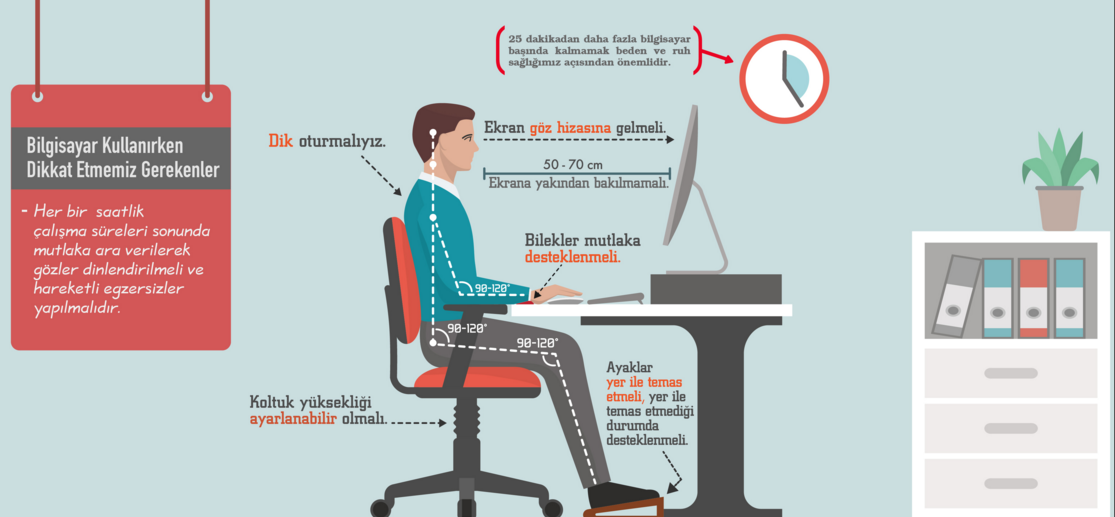 Bilgisayar Kullanırken
Dikkat Etmemiz Gerekenler
- Her bir saatlik
çalışma süreleri sonunda
mutlaka ara verilerek
gözler dinlendirilmeli ve
hareketli egzersizler
yapılmalıdır.
25 dakikadan daha fazla bilgisayar
başında kalmamak beden ve ruh
sağlığımız açısından önemlidir.
Dik oturmalıyız.
Ekran göz hizasına gelmeli.
50 - 70 cm
Ekrana yakından bakılmamalı.
Bilekler mutlaka
desteklenmeli.
90-120°
90-120°
90-120°
Koltuk yüksekliği
ayarlanabilir olmalı.
Ayaklar
yer ile temas
etmeli, yer ile
temas etmediği
durumda
desteklenmeli.